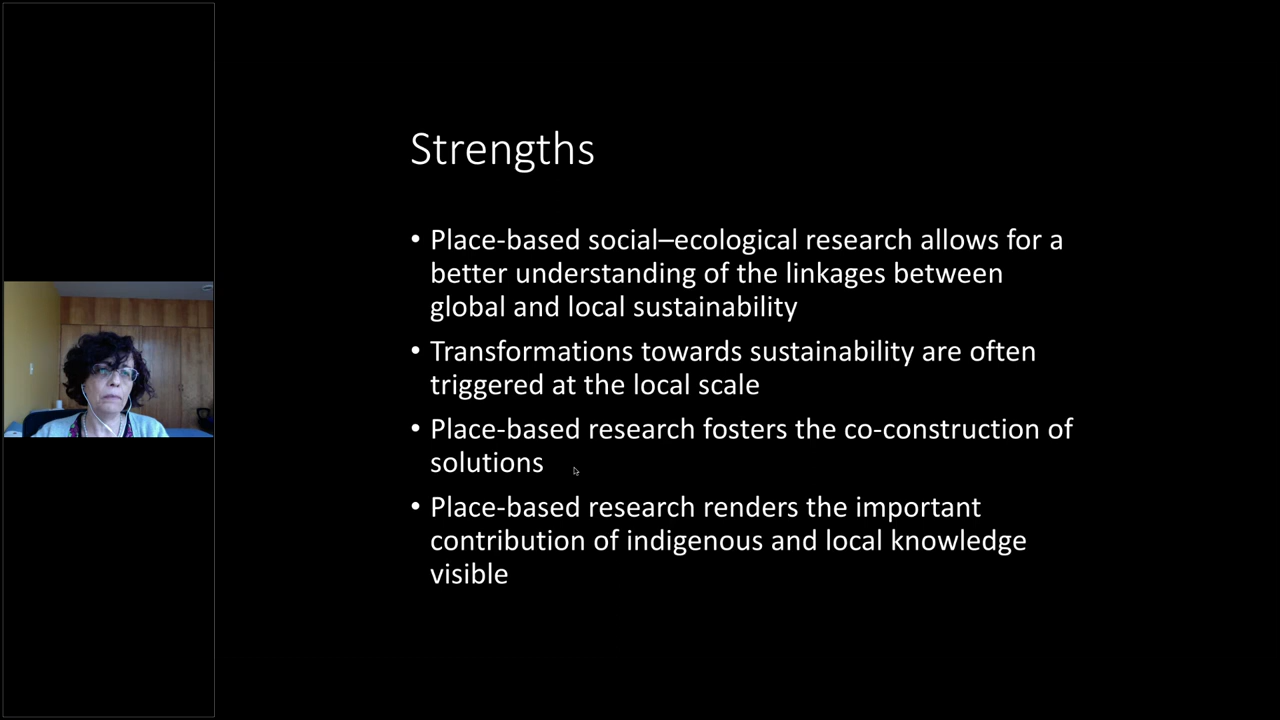 Strengths
• Place-based social–ecological research allows for a
better understanding of the linkages between
global and local sustainability
• Transformations towards sustainability are often
triggered at the local scale
• Place-based research fosters the co-construction of
solutions
• Place-based research renders the important
contribution of indigenous and local knowledge
visible